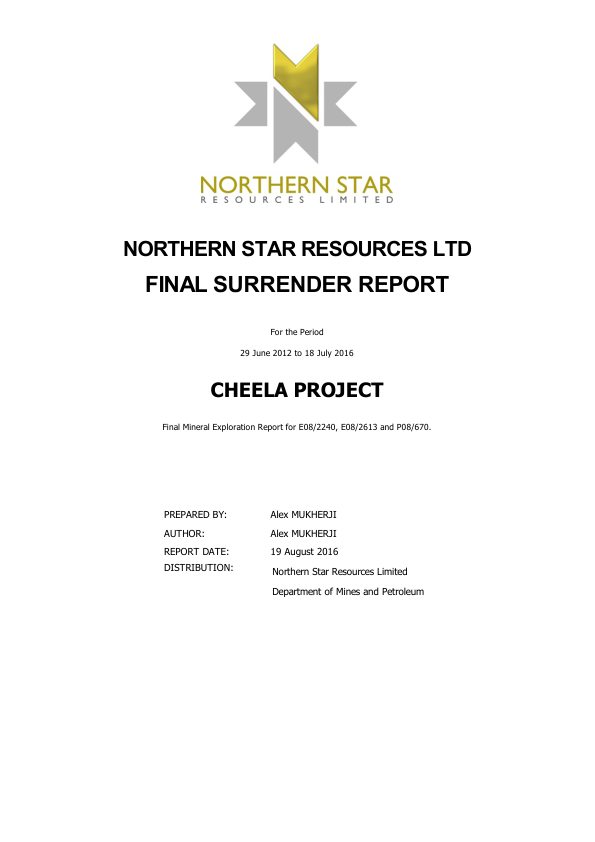 NORTHERN STAR
RESOURCES LIMITED
NORTHERN STAR RESOURCES LTD
FINAL SURRENDER REPORT
For the Period
29 June 2012 to 18 July 2016
CHEELA PROJECT
Final Mineral Exploration Report for E08/2240, E08/2613 and P08/670.
PREPARED BY: Alex MUKHERJI
AUTHOR: Alex MUKHERJI
REPORT DATE: 19 August 2016
DISTRIBUTION: Northern Star Resources Limited
Department of Mines and Petroleum